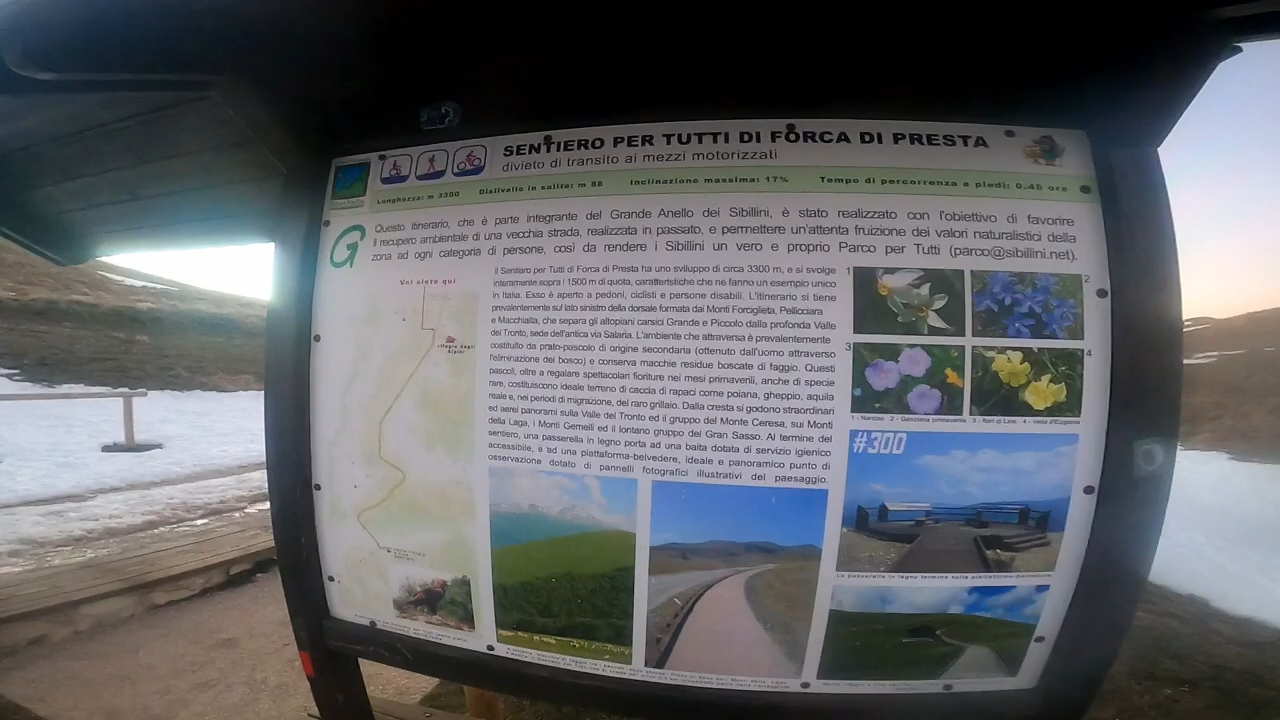 SENTIERO PER TUTTI DI FORCA DI PRESTA
divieto di transito ai mezzi motorizzati
Lunghezza: m 3300 Dislivello in salita: m 88 Inclinazione massima: 17% Tempo di percorrenza a piedi: 0.45 ore
G
Questo itinerario, che è parte integrante del Grande Anello dei Sibillini, è stato realizzato con l'obiettivo di favorire
il recupero ambientale di una vecchia strada, realizzata in passato, e permettere un'attenta fruizione dei valori naturalistici della
zona ad ogni categoria di persone, così da rendere i Sibillini un vero e proprio Parco per Tutti (parco@sibillini.net).
Voi siete qui
rifugio degli
Alpini
Il Sentiero per Tutti di Forca di Presta ha uno sviluppo di circa 3300 m, e si svolge
interamente sopra i 1500 m di quota, caratteristiche che ne fanno un esempio unico
in Italia. Esso è aperto a pedoni, ciclisti e persone disabili. L'itinerario si tiene
prevalentemente sul lato sinistro della dorsale formata dai Monti Forciglieta, Pellicciara
e Macchialta, che separa gli altopiani carsici Grande e Piccolo dalla profonda Valle
del Tronto, sede dell'antica via Salaria. L'ambiente che attraversa è prevalentemente
costituito da prato-pascolo di origine secondaria (ottenuto dall'uomo attraverso
l'eliminazione del bosco) e conserva macchie residue boscate di faggio. Questi
pascoli, oltre a regalare spettacolari fioriture nei mesi primaverili, anche di specie
rare, costituiscono ideale terreno di caccia di rapaci come poiana, gheppio, aquila
reale e, nei periodi di migrazione, del raro grillaio. Dalla cresta si godono straordinari
ed aerei panorami sulla Valle del Tronto ed il gruppo del Monte Ceresa, sui Monti
della Laga, i Monti Gemelli ed il lontano gruppo del Gran Sasso. Al termine del
sentiero, una passerella in legno porta ad una baita dotata di servizio igienico
accessibile, e ad una piattaforma-belvedere, ideale e panoramico punto di
osservazione dotato di pannelli fotografici illustrativi del paesaggio.
1
2
3
4
1 - Narciso 2 - Genziana primaverile 3 - fiori di Lino 4 - viola d'Eugenia
#300
La passerella in legno termina nella piattaforma-belvedere